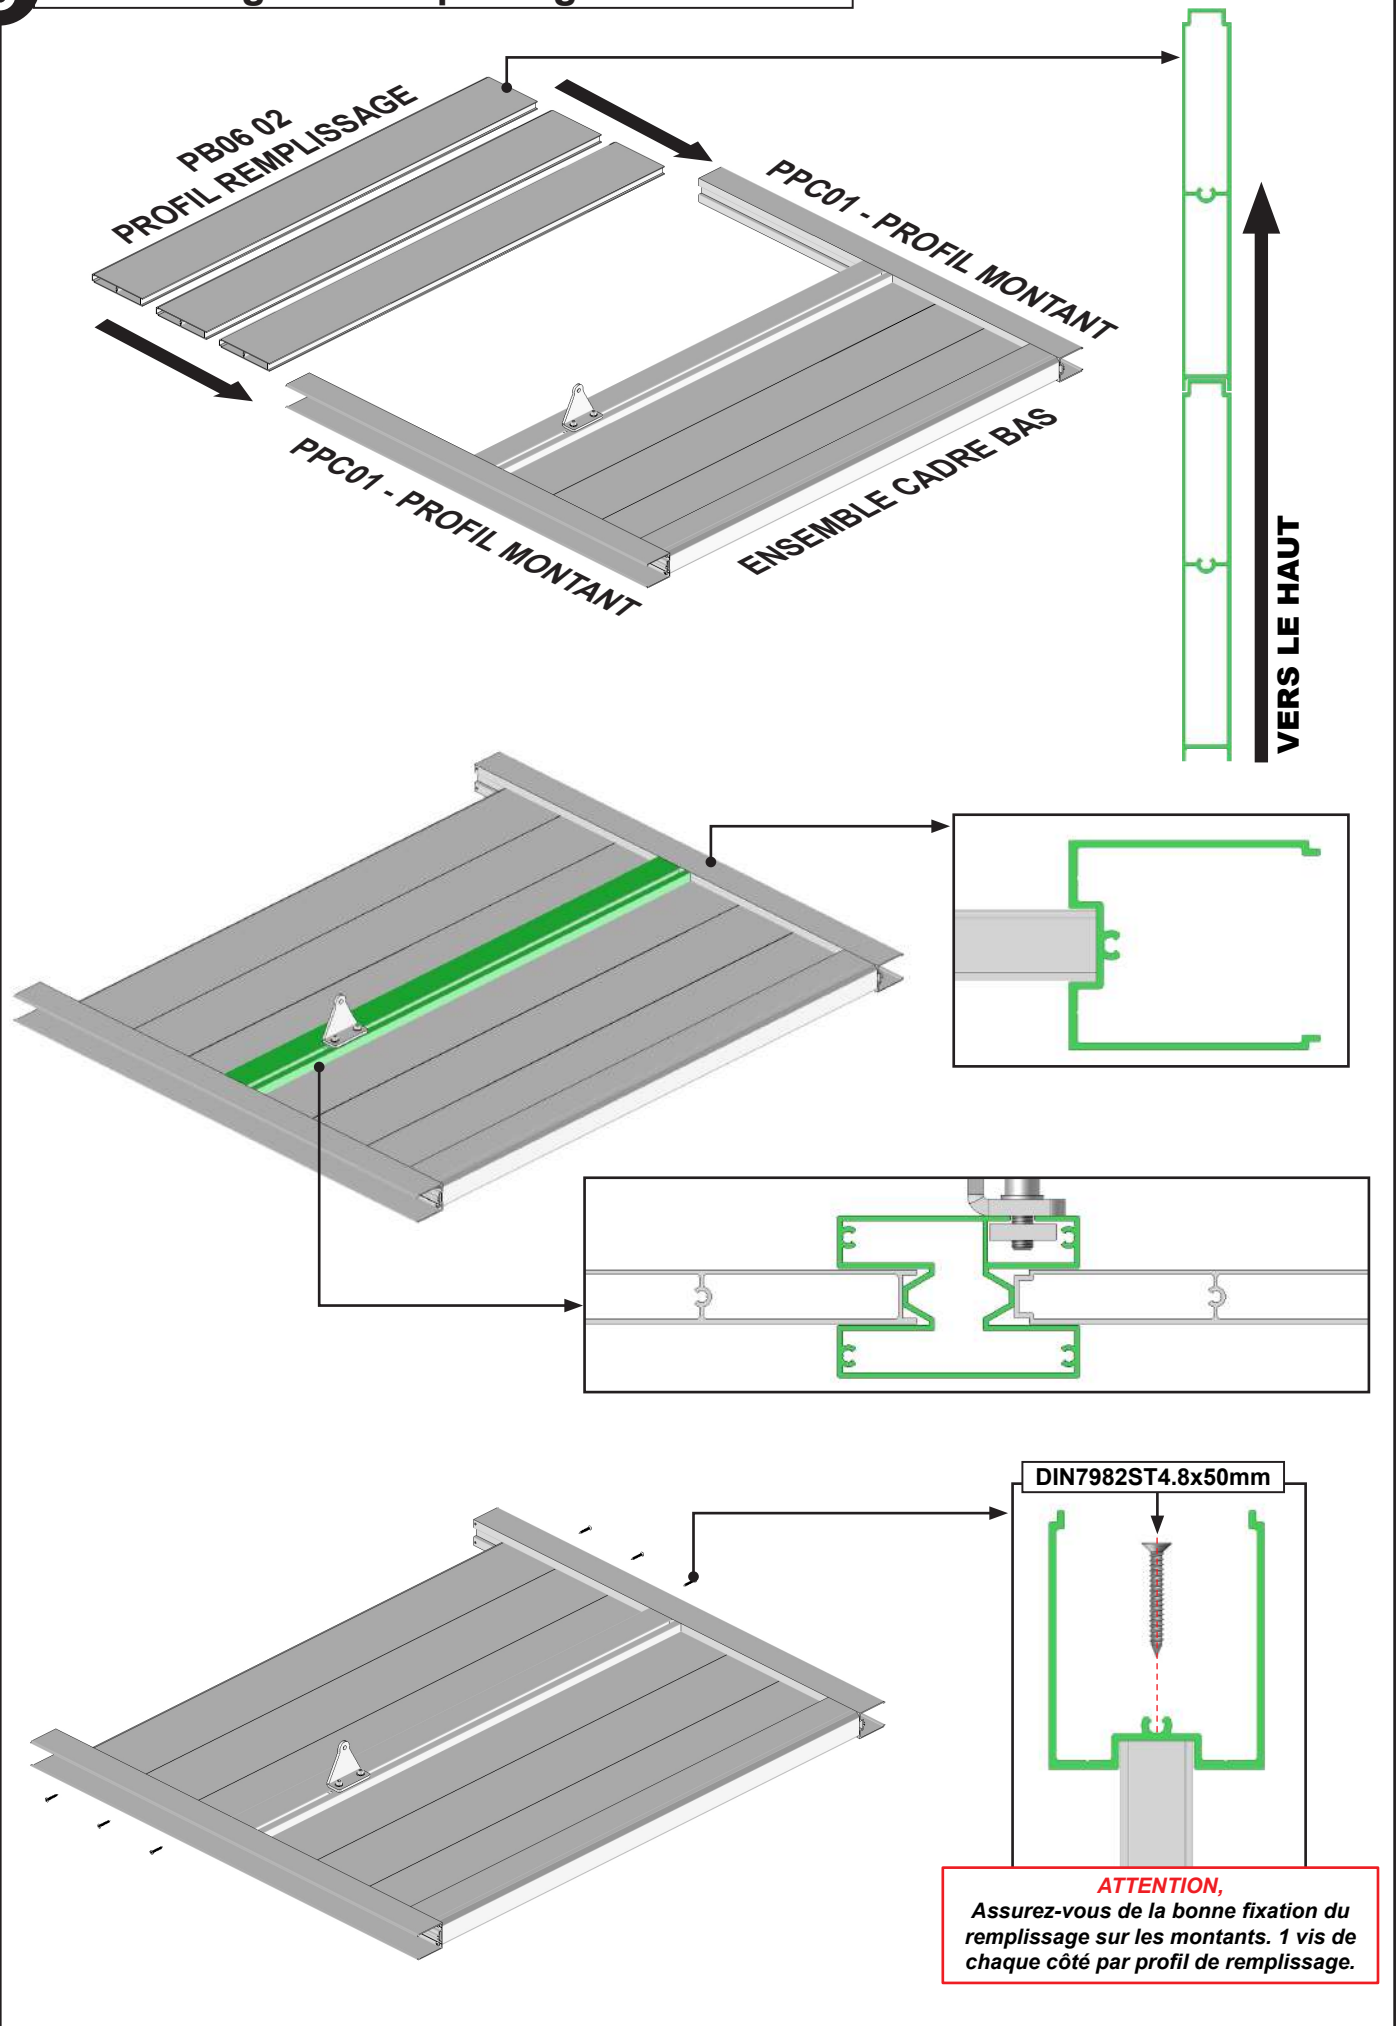 PB06 02
PROFIL REMPLISSAGE
PPC01 - PROFIL MONTANT
PPC01 - PROFIL MONTANT
ENSEMBLE CADRE BAS
VERS LE HAUT
DIN7982ST4.8x50mm
ATTENTION,
Assurez-vous de la bonne fixation du
remplissage sur les montants. 1 vis de
chaque côté par profil de remplissage.